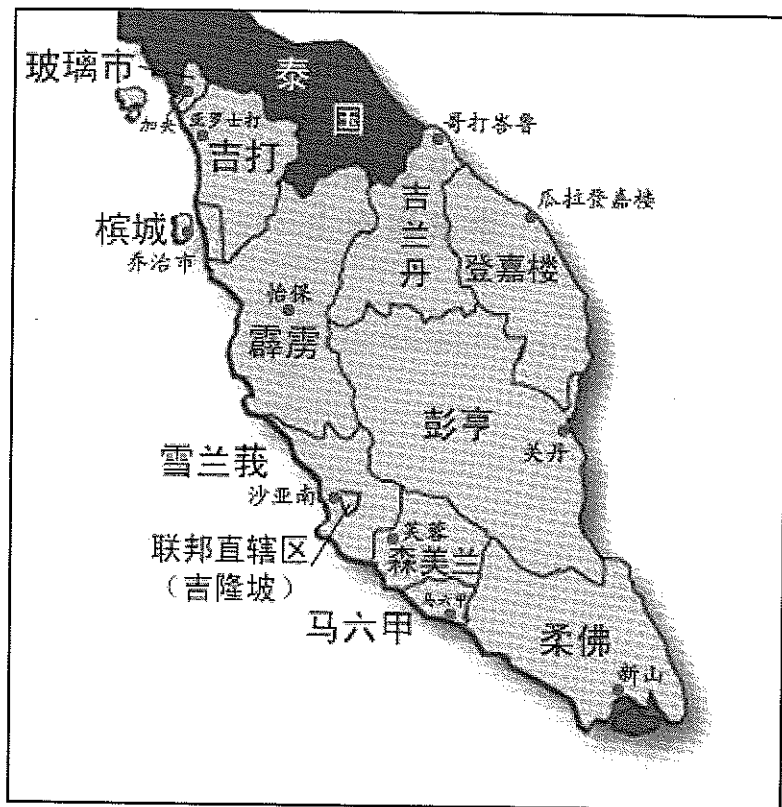 泰
国
玻璃市
加央
亚罗士打
吉打
哥打峇鲁
吉兰丹
瓜拉登嘉楼
登嘉楼
槟城
乔治市
怡保
霹雳
彭亨
关丹
雪兰莪
沙亚南
联邦直辖区
（吉隆坡）
芙蓉
森美兰
马六甲
马六甲
柔佛
新山